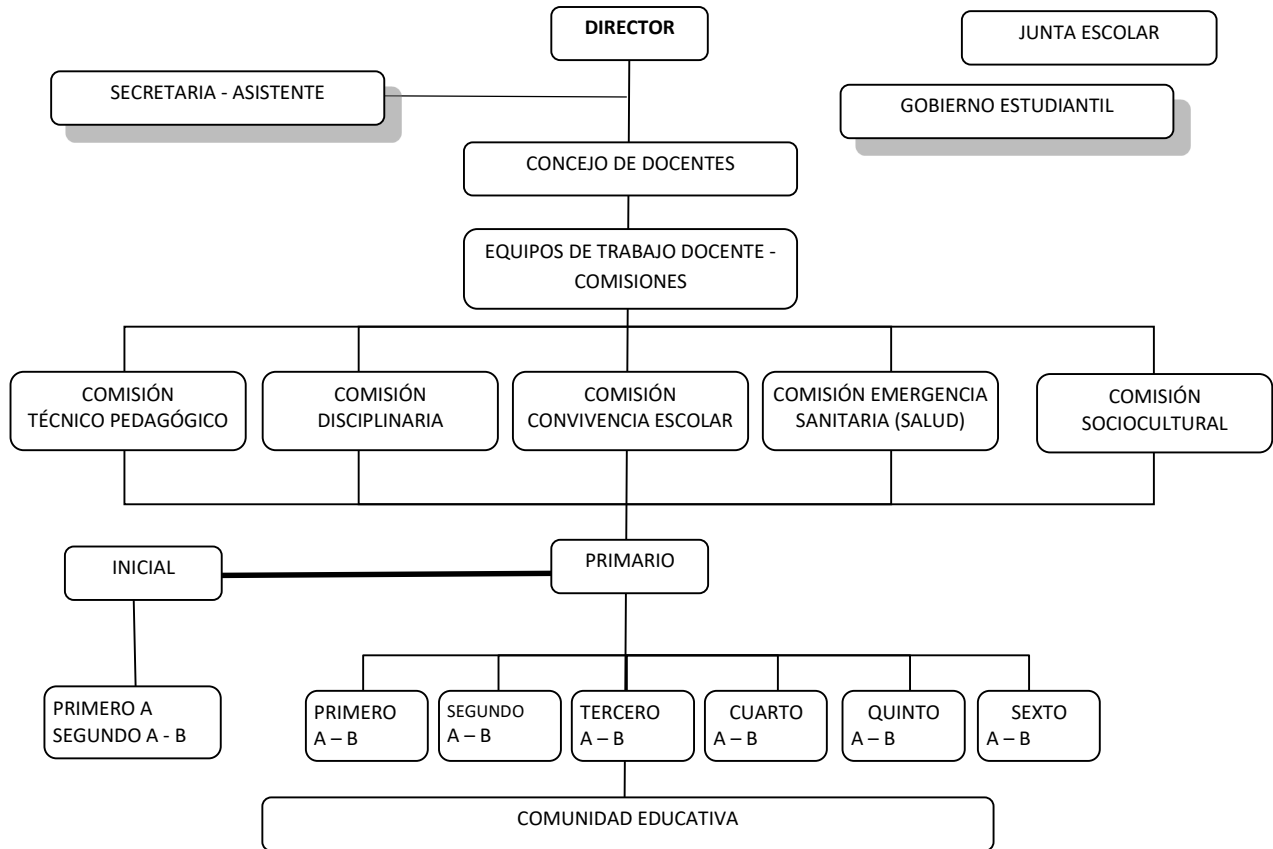 DIRECTOR
JUNTA ESCOLAR
SECRETARIA - ASISTENTE
GOBIERNO ESTUDIANTIL
CONCEJO DE DOCENTES
EQUIPOS DE TRABAJO DOCENTE -
COMISIONES
COMISIÓN
TÉCNICO PEDAGÓGICO
COMISIÓN
DISCIPLINARIA
COMISIÓN
CONVIVENCIA ESCOLAR
COMISIÓN EMERGENCIA
SANITARIA (SALUD)
COMISIÓN
SOCIOCULTURAL
INICIAL
PRIMARIO
PRIMERO A
SEGUNDO A - B
PRIMERO
A – B
SEGUNDO
A – B
TERCERO
A – B
CUARTO
A – B
QUINTO
A – B
SEXTO
A – B
COMUNIDAD EDUCATIVA